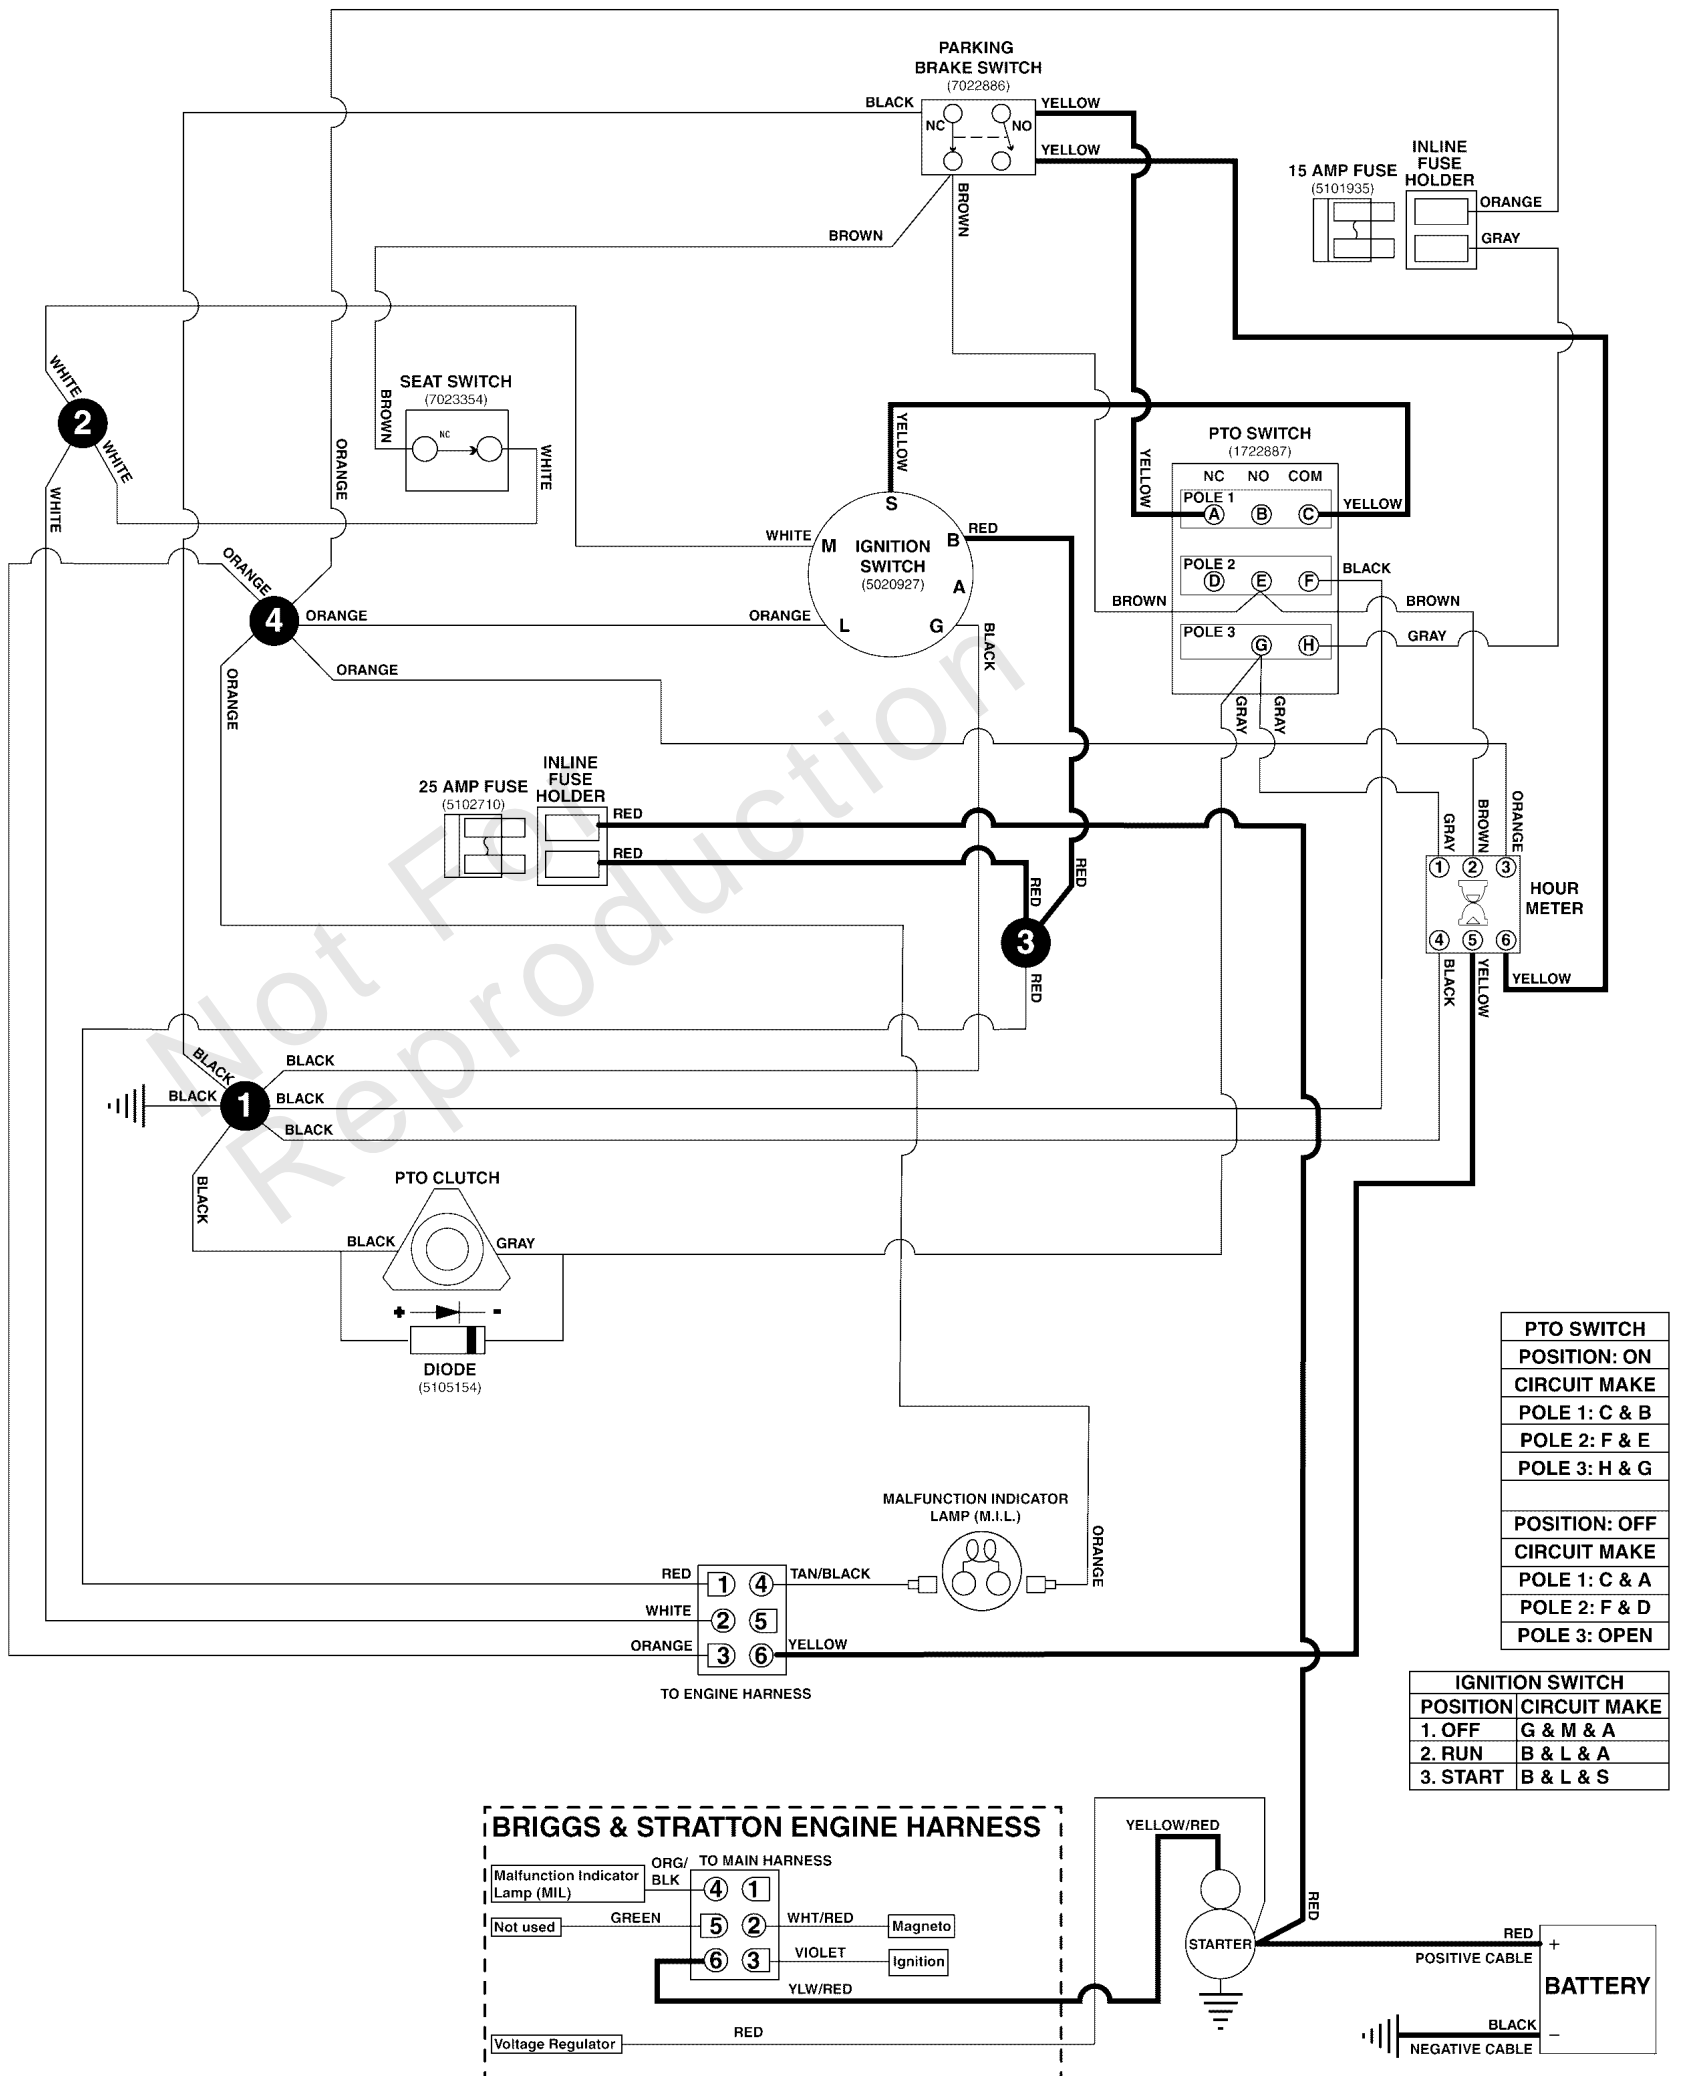 PARKING
BRAKE SWITCH
(7022886)
BLACK
YELLOW
NC
NO
YELLOW
BROWN
BROWN
15 AMP FUSE
(5101935)
INLINE
FUSE
HOLDER
ORANGE
GRAY
WHITE
2
WHITE
WHITE
SEAT SWITCH
(7023354)
NC
BROWN
WHITE
ORANGE
YELLOW
PTO SWITCH
(1722887)
NC NO COM
POLE 1
A B C
YELLOW
YELLOW
POLE 2
D E F
BLACK
BROWN
BROWN
POLE 3
G H
GRAY
GRAY
GRAY
S
WHITE
M
IGNITION
SWITCH
(5020927)
B
RED
A
ORANGE
L
G
BLACK
ORANGE
4
ORANGE
ORANGE
ORANGE
25 AMP FUSE
(5102710)
INLINE
FUSE
HOLDER
RED
RED
RED
RED
3
RED
GRAY
BROWN
ORANGE
1 2 3
HOUR
METER
4 5 6
BLACK
YELLOW
YELLOW
Not For
Reproduction
BLACK
BLACK
BLACK
1
BLACK
BLACK
BLACK
PTO CLUTCH
BLACK
GRAY
+ -
DIODE
(5105154)
PTO SWITCH
POSITION: ON
CIRCUIT MAKE
POLE 1: C & B
POLE 2: F & E
POLE 3: H & G
POSITION: OFF
CIRCUIT MAKE
POLE 1: C & A
POLE 2: F & D
POLE 3: OPEN
MALFUNCTION INDICATOR
LAMP (M.I.L.)
ORANGE
RED 1 4 TAN/BLACK
WHITE 2 5
ORANGE 3 6 YELLOW
TO ENGINE HARNESS
IGNITION SWITCH
POSITION CIRCUIT MAKE
1. OFF G & M & A
2. RUN B & L & A
3. START B & L & S
BRIGGS & STRATTON ENGINE HARNESS
Malfunction Indicator
Lamp (MIL)
ORG/
BLK
TO MAIN HARNESS
4 1
Not used
GREEN
5 2
WHT/RED
Magneto
6 3
VIOLET
Ignition
YLW/RED
Voltage Regulator
RED
YELLOW/RED
STARTER
RED
RED
POSITIVE CABLE
+
BATTERY
BLACK
NEGATIVE CABLE
−